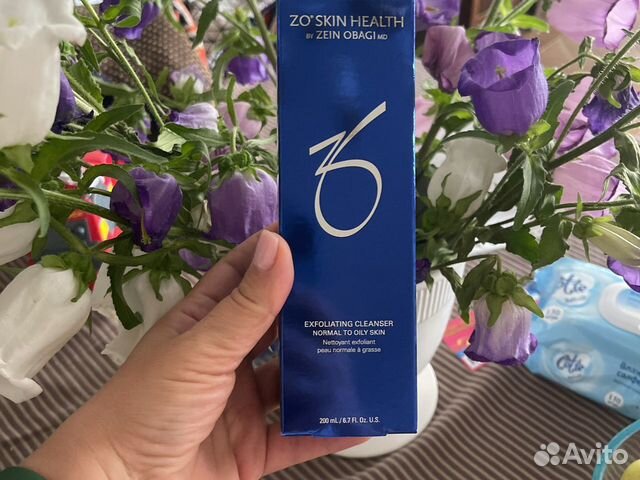 ZO® SKIN HEALTH
BY ZEIN OBAGI MD
EXFOLIATING CLEANSER
NORMAL TO OILY SKIN
Nettoyant exfoliant
peau normale à grasse
200 mL / 6.7 Fl. Oz. U.S.
Avito